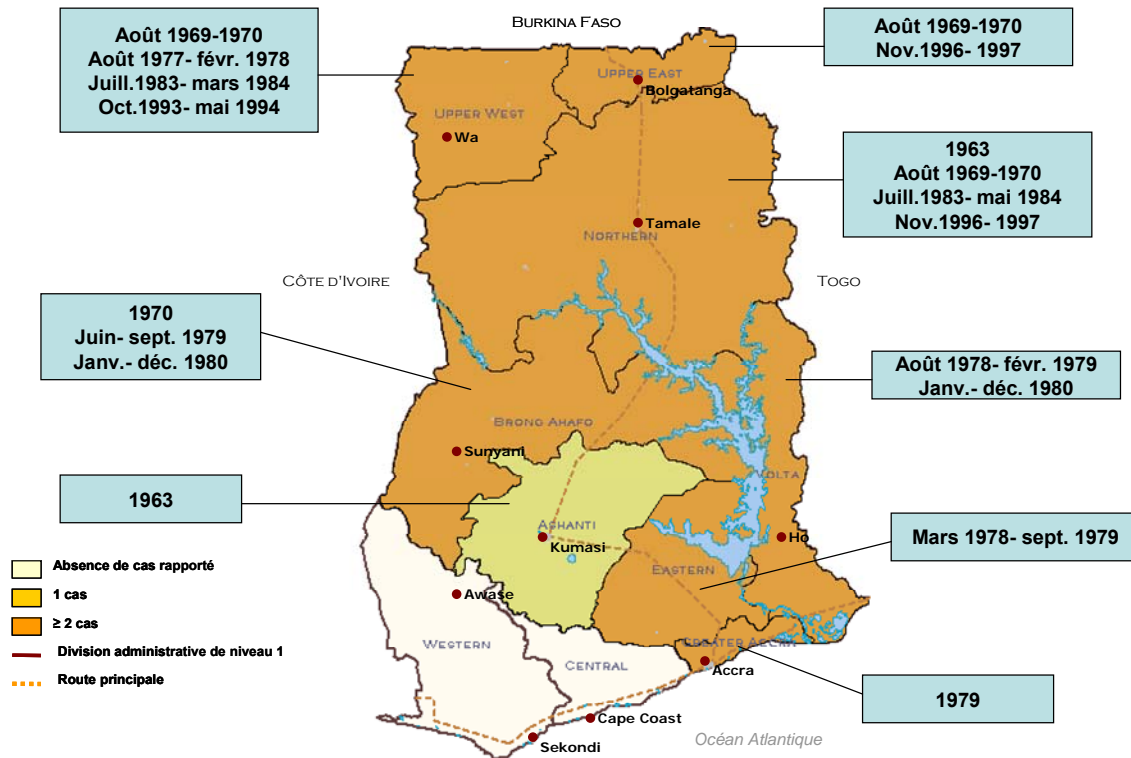 BURKINA FASO
Août 1969-1970
Août 1977- févr. 1978
Juill.1983- mars 1984
Oct.1993- mai 1994
Août 1969-1970
Nov.1996- 1997
UPPER EAST
Bolgatanga
UPPER WEST
Wa
1963
Août 1969-1970
Juill.1983- mai 1984
Nov.1996- 1997
Tamale
NORTHERN
CÔTE D'IVOIRE
TOGO
1970
Juin- sept. 1979
Janv.- déc. 1980
Août 1978- févr. 1979
Janv.- déc. 1980
BRONG AHAFO
Sunyani
VOLTA
1963
ASHANTI
Kumasi
Ho
Mars 1978- sept. 1979
EASTERN
Absence de cas rapporté
1 cas
≥ 2 cas
Division administrative de niveau 1
Route principale
Awase
WESTERN
CENTRAL
GREATER ACCRA
Accra
1979
Cape Coast
Sekondi
Océan Atlantique